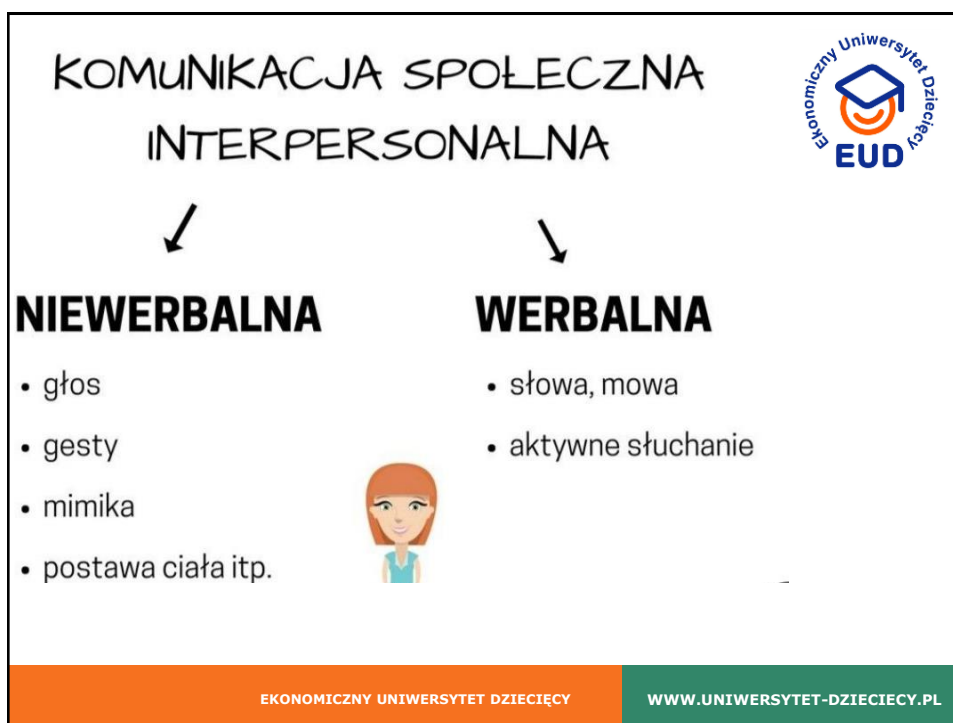 KOMUNIKACJA SPOŁECZNA
INTERPERSONALNA
Ekonomiczny Uniwersytet Dziecięcy
EUD
NIEWERBALNA
• głos
• gesty
• mimika
• postawa ciała itp.
WERBALNA
• słowa, mowa
• aktywne słuchanie
EKONOMICZNY UNIWERSYTET DZIECIĘCY
WWW.UNIWERSYTET-DZIECIECY.PL